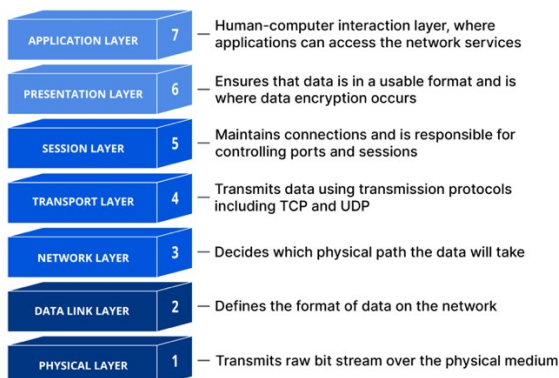 APPLICATION LAYER 7
Human-computer interaction layer, where
applications can access the network services
PRESENTATION LAYER 6
Ensures that data is in a usable format and is
where data encryption occurs
SESSION LAYER 5
Maintains connections and is responsible for
controlling ports and sessions
TRANSPORT LAYER 4
Transmits data using transmission protocols
including TCP and UDP
NETWORK LAYER 3
Decides which physical path the data will take
DATA LINK LAYER 2
Defines the format of data on the network
PHYSICAL LAYER 1
Transmits raw bit stream over the physical medium